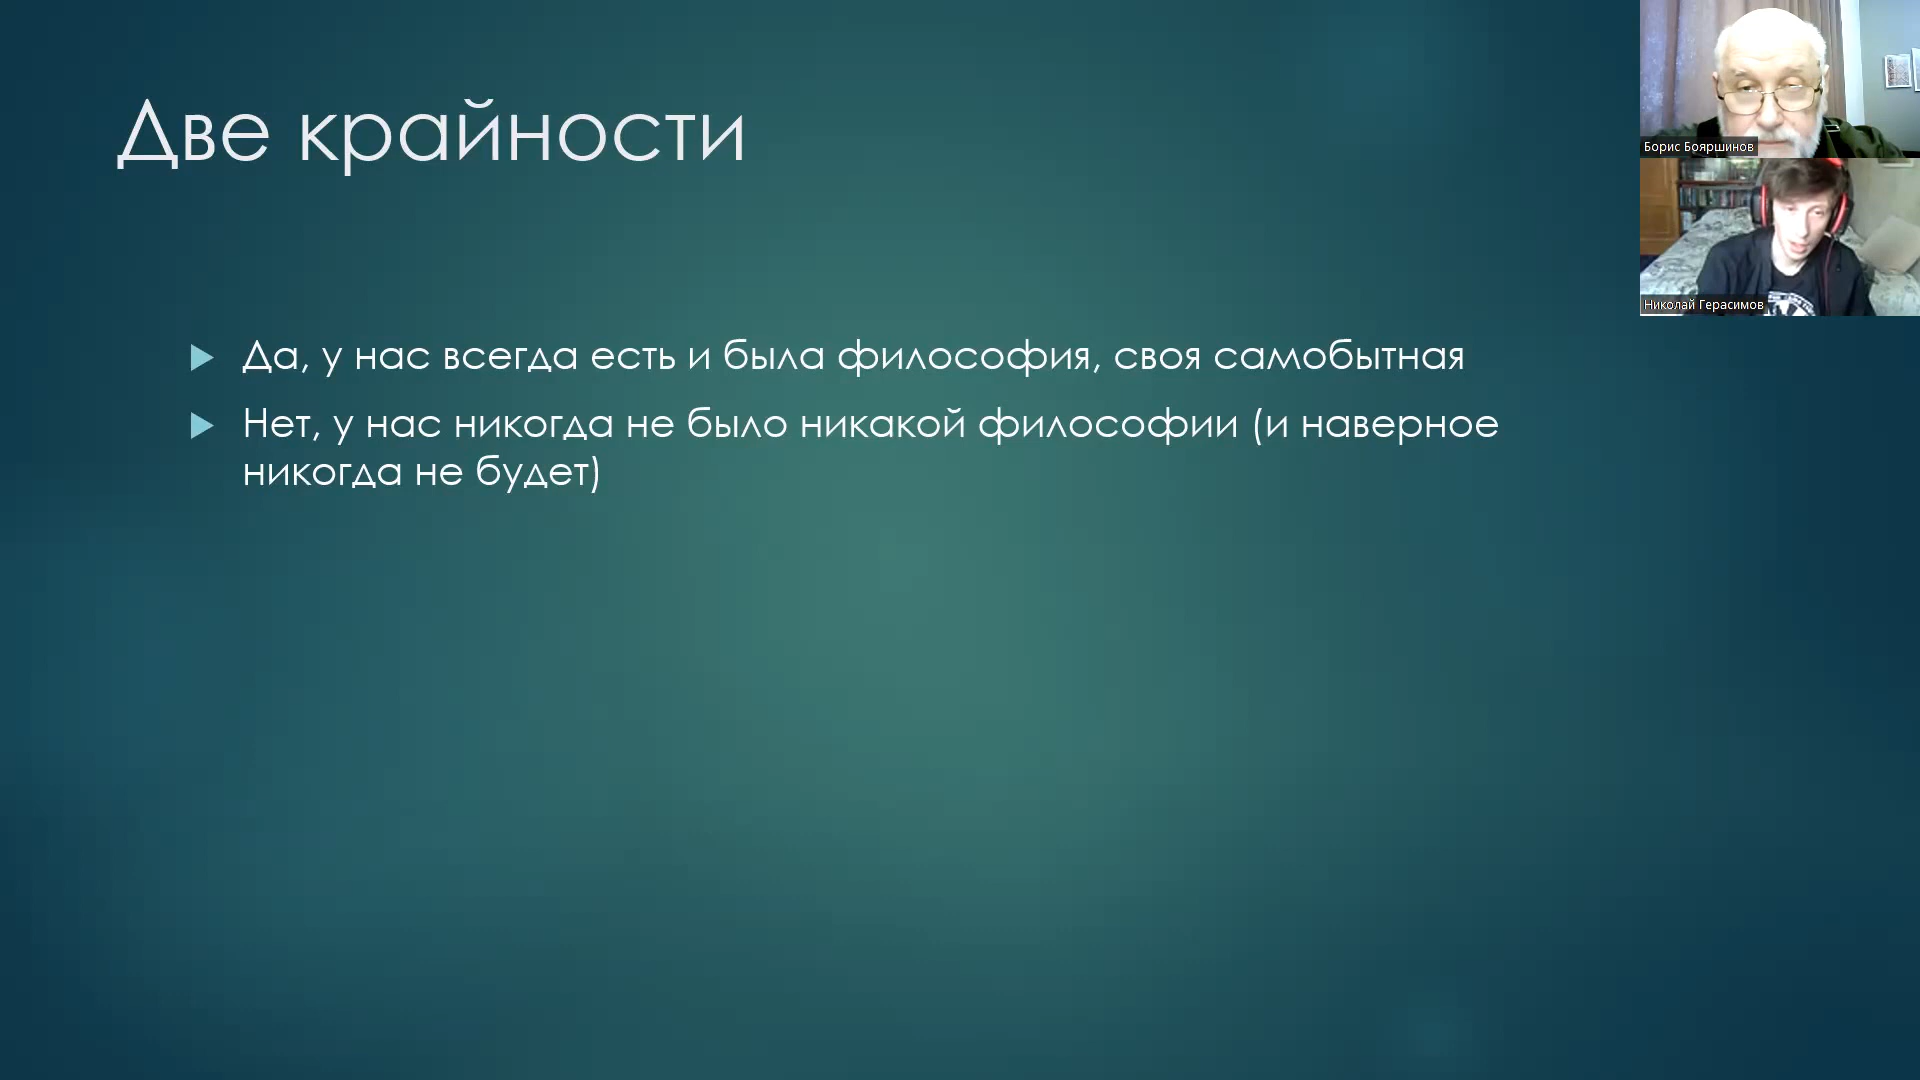 Две крайности
Да, у нас всегда есть и была философия, своя самобытная
Нет, у нас никогда не было никакой философии (и наверное
никогда не будет)
Борис Бояршинов
Николай Герасимов